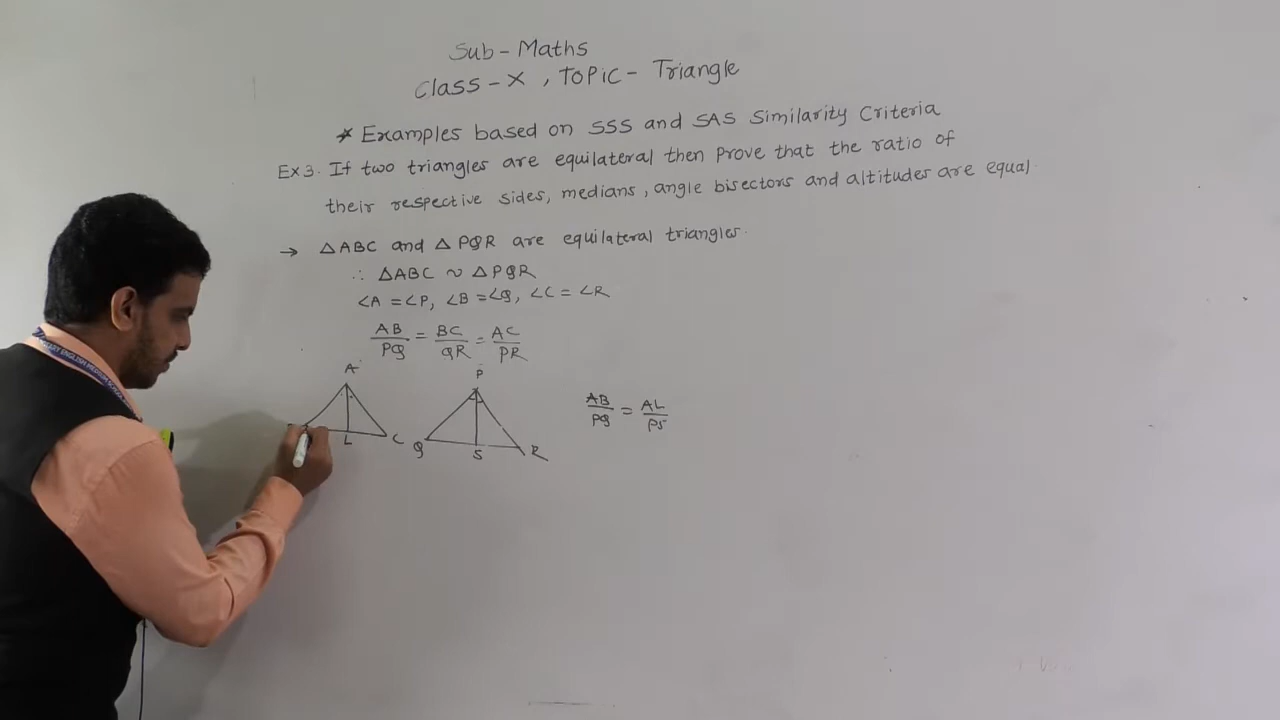 Sub - Maths
Class - X , Topic - Triangle
* Examples based on SSS and SAS Similarity Criteria
Ex 3. If two triangles are equilateral then Prove that the ratio of
their respective sides, medians, angle bisectors and altitudes are equal.
→ △ABC and △PQR are equilateral triangles.
∴ △ABC ~ △PQR
∠A = ∠P, ∠B = ∠Q, ∠C = ∠R
AB/PQ = BC/QR = AC/PR
A P
AB/PQ = AL/PS
L C Q S R
ENGLISH MEDIUM